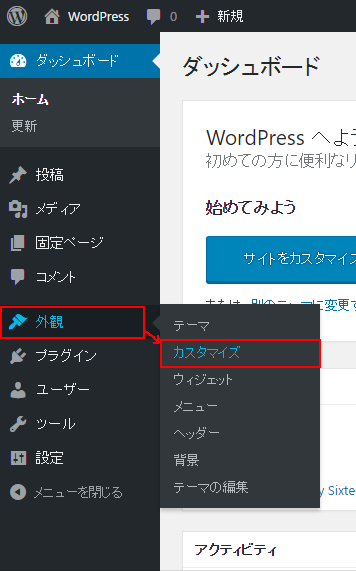 WordPress 0 + 新規
ダッシュボード
ホーム
更新
投稿
メディア
固定ページ
コメント
外観
プラグイン
ユーザー
ツール
設定
メニューを閉じる
テーマ
カスタマイズ
ウィジェット
メニュー
ヘッダー
背景
テーマの編集
ダッシュボード
WordPress へよ
初めての方に便利なリ
始めてみよう
サイトをカスタマイズ
または、別のテーマに変更す
y Sixte
アクティビティ